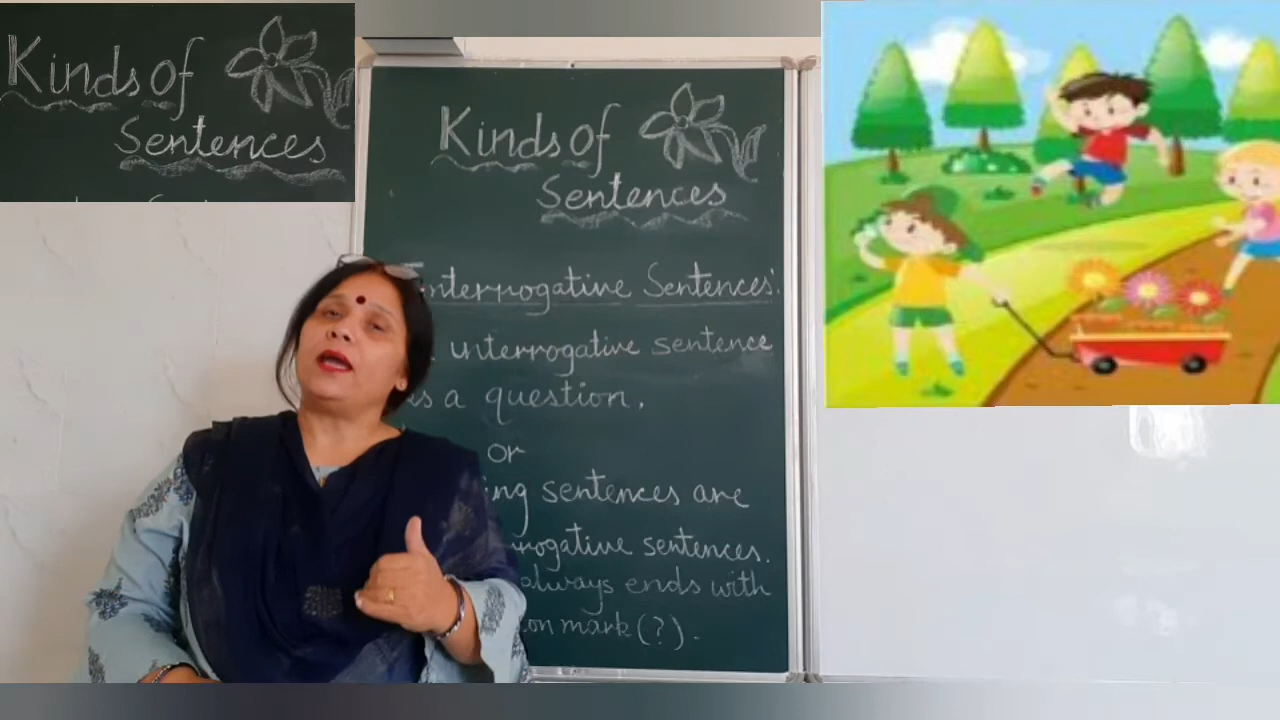 Kinds of
Sentences
Kinds of
Sentences
Interrogative Sentences:
interrogative sentence
is a question.
or
sentences are
sentences.
always ends with
mark (?).